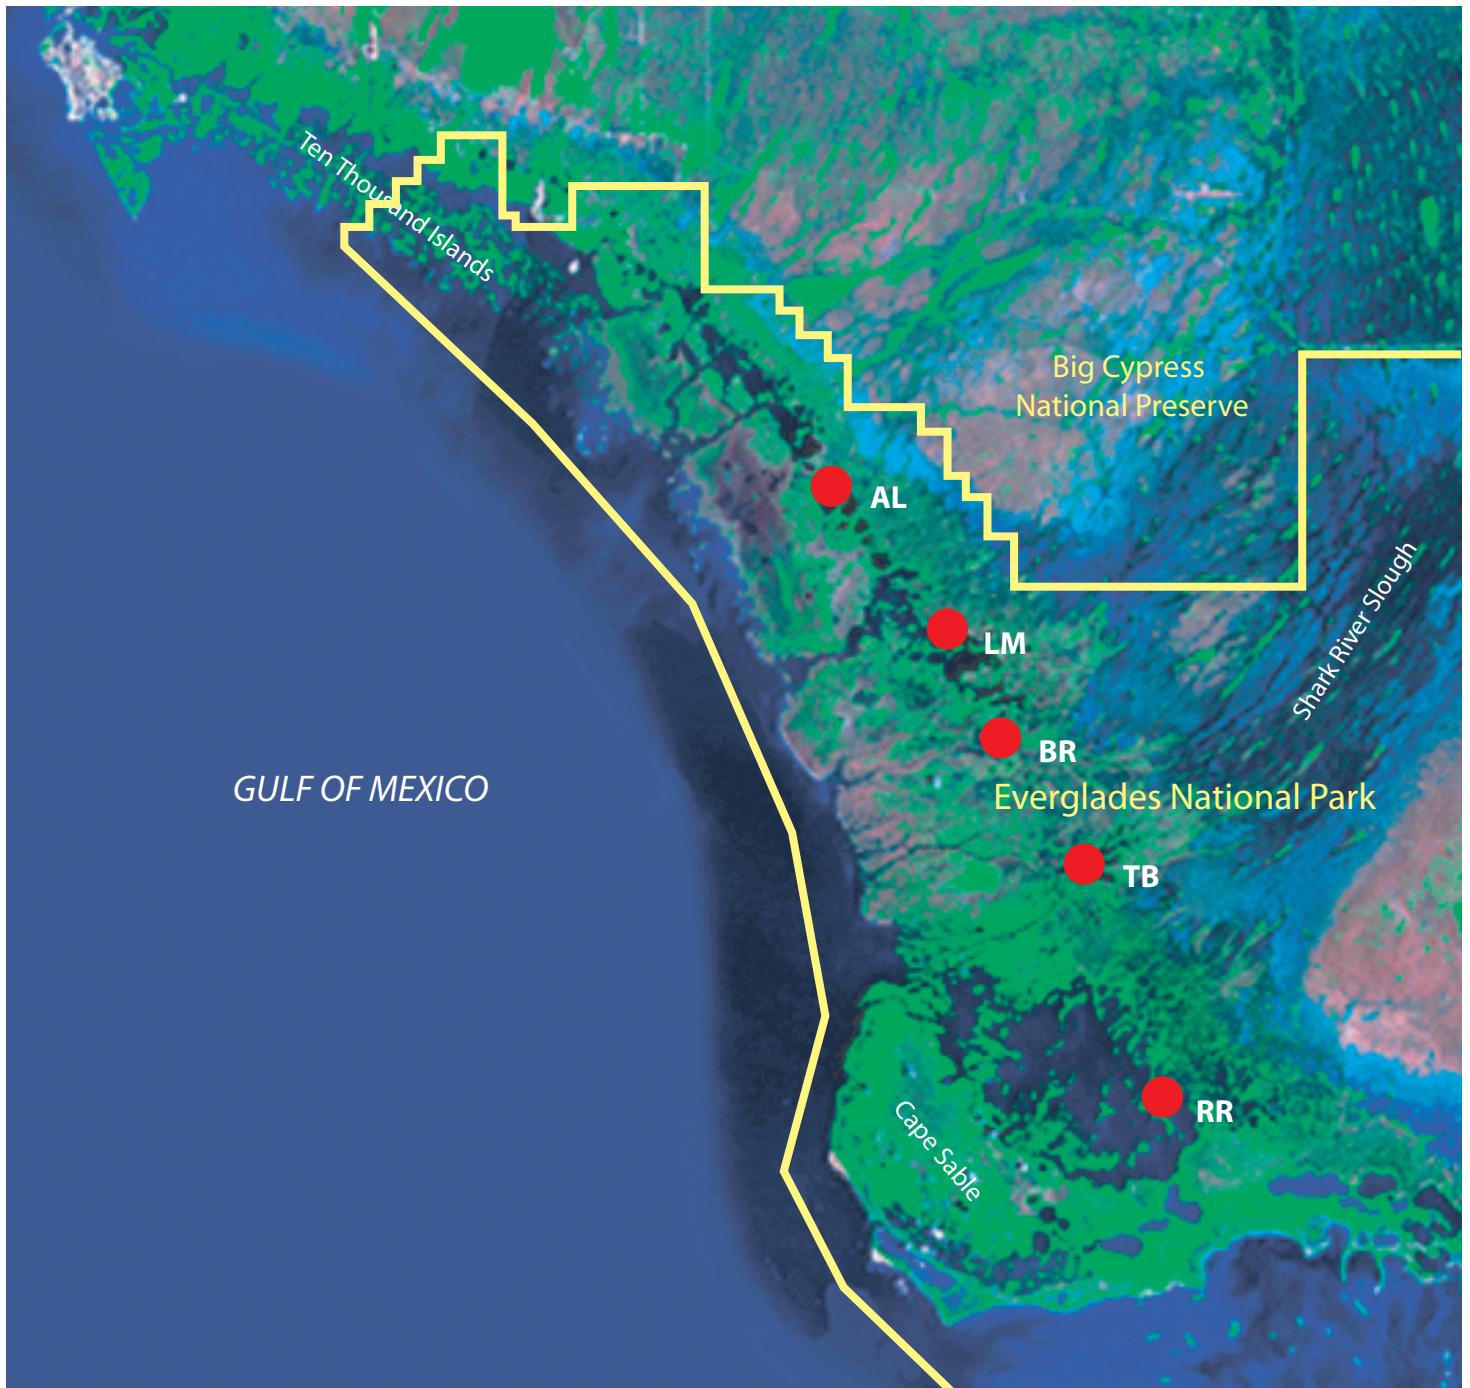 Ten Thousand Islands
Big Cypress
National Preserve
AL
Shark River Slough
LM
BR
GULF OF MEXICO
Everglades National Park
TB
RR
Cape Sable